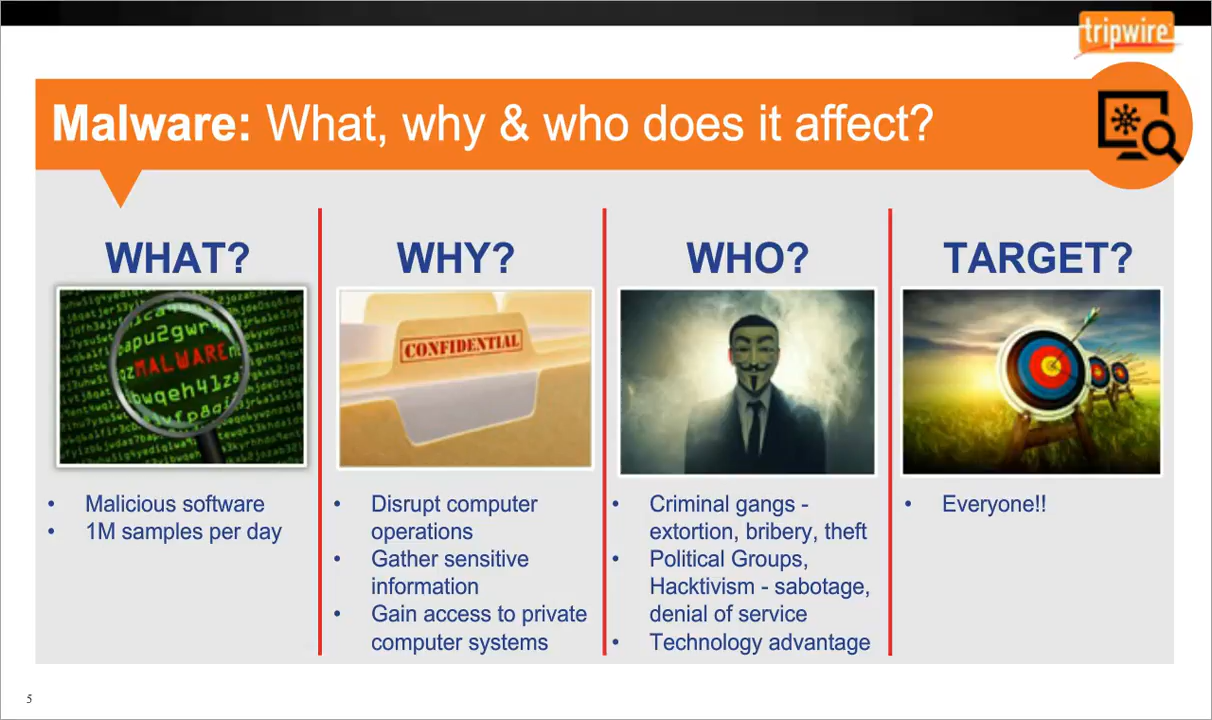 tripwire
Malware: What, why & who does it affect?
WHAT?
MALWARE
• Malicious software
• 1M samples per day
WHY?
CONFIDENTIAL
• Disrupt computer
operations
• Gather sensitive
information
• Gain access to private
computer systems
WHO?
• Criminal gangs -
extortion, bribery, theft
• Political Groups,
Hacktivism - sabotage,
denial of service
• Technology advantage
TARGET?
• Everyone!!
5